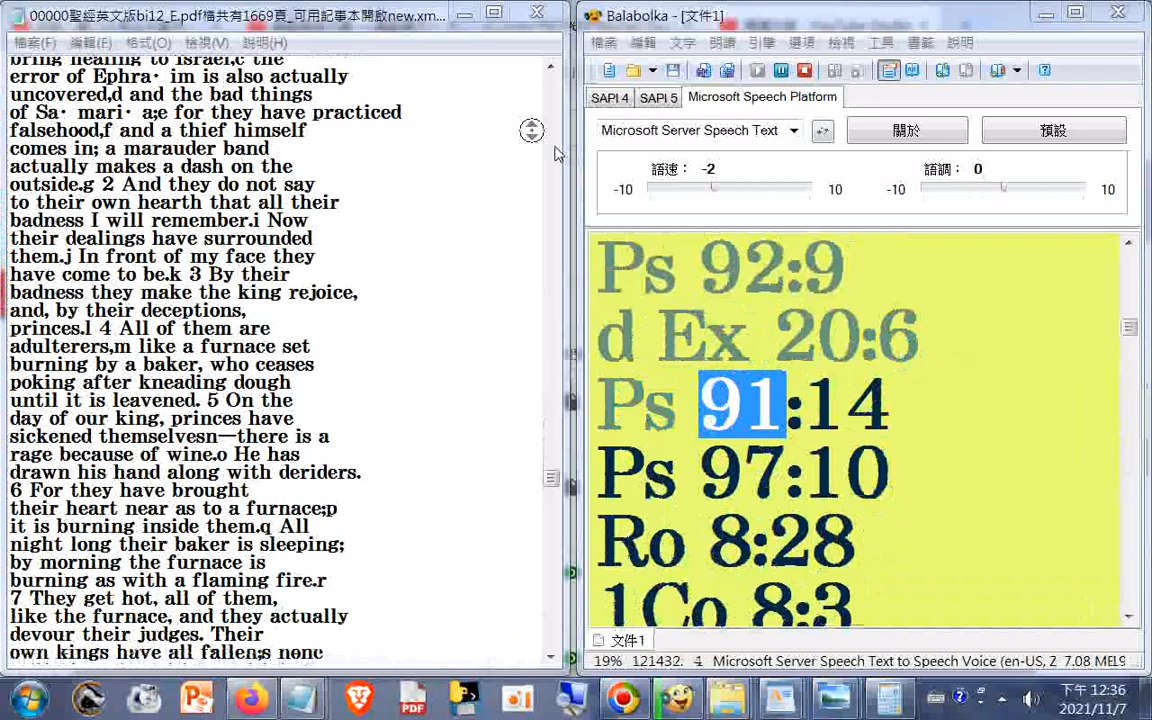 00000聖經英文版bi12_E.pdf檔共有1669頁_可用記事本開啟new.xm...
檔案(F) 編輯(E) 格式(O) 檢視(V) 說明(H)
bring healing to Israel,c the
error of Ephra· im is also actually
uncovered,d and the bad things
of Sa· mari· a;e for they have practiced
falsehood,f and a thief himself
comes in; a marauder band
actually makes a dash on the
outside.g 2 And they do not say
to their own hearth that all their
badness I will remember.i Now
their dealings have surrounded
them.j In front of my face they
have come to be.k 3 By their
badness they make the king rejoice,
and, by their deceptions,
princes.l 4 All of them are
adulterers,m like a furnace set
burning by a baker, who ceases
poking after kneading dough
until it is leavened. 5 On the
day of our king, princes have
sickened themselvesn—there is a
rage because of wine.o He has
drawn his hand along with deriders.
6 For they have brought
their heart near as to a furnace;p
it is burning inside them.q All
night long their baker is sleeping;
by morning the furnace is
burning as with a flaming fire.r
7 They get hot, all of them,
like the furnace, and they actually
devour their judges. Their
own kings have all fallen;s none
Balabolka - [文件1]
檔案 編輯 文字 朗讀 引擎 選項 檢視 工具 書籤 說明
SAPI 4 SAPI 5 Microsoft Speech Platform
Microsoft Server Speech Text 關於 預設
語速： -2 語調： 0
-10 10 -10 10
Ps 92:9
d Ex 20:6
Ps 91:14
Ps 97:10
Ro 8:28
1Co 8:3
文件1
19% 121432. 4 Microsoft Server Speech Text to Speech Voice (en-US, Z 7.08 MB
下午 12:36
2021/11/7